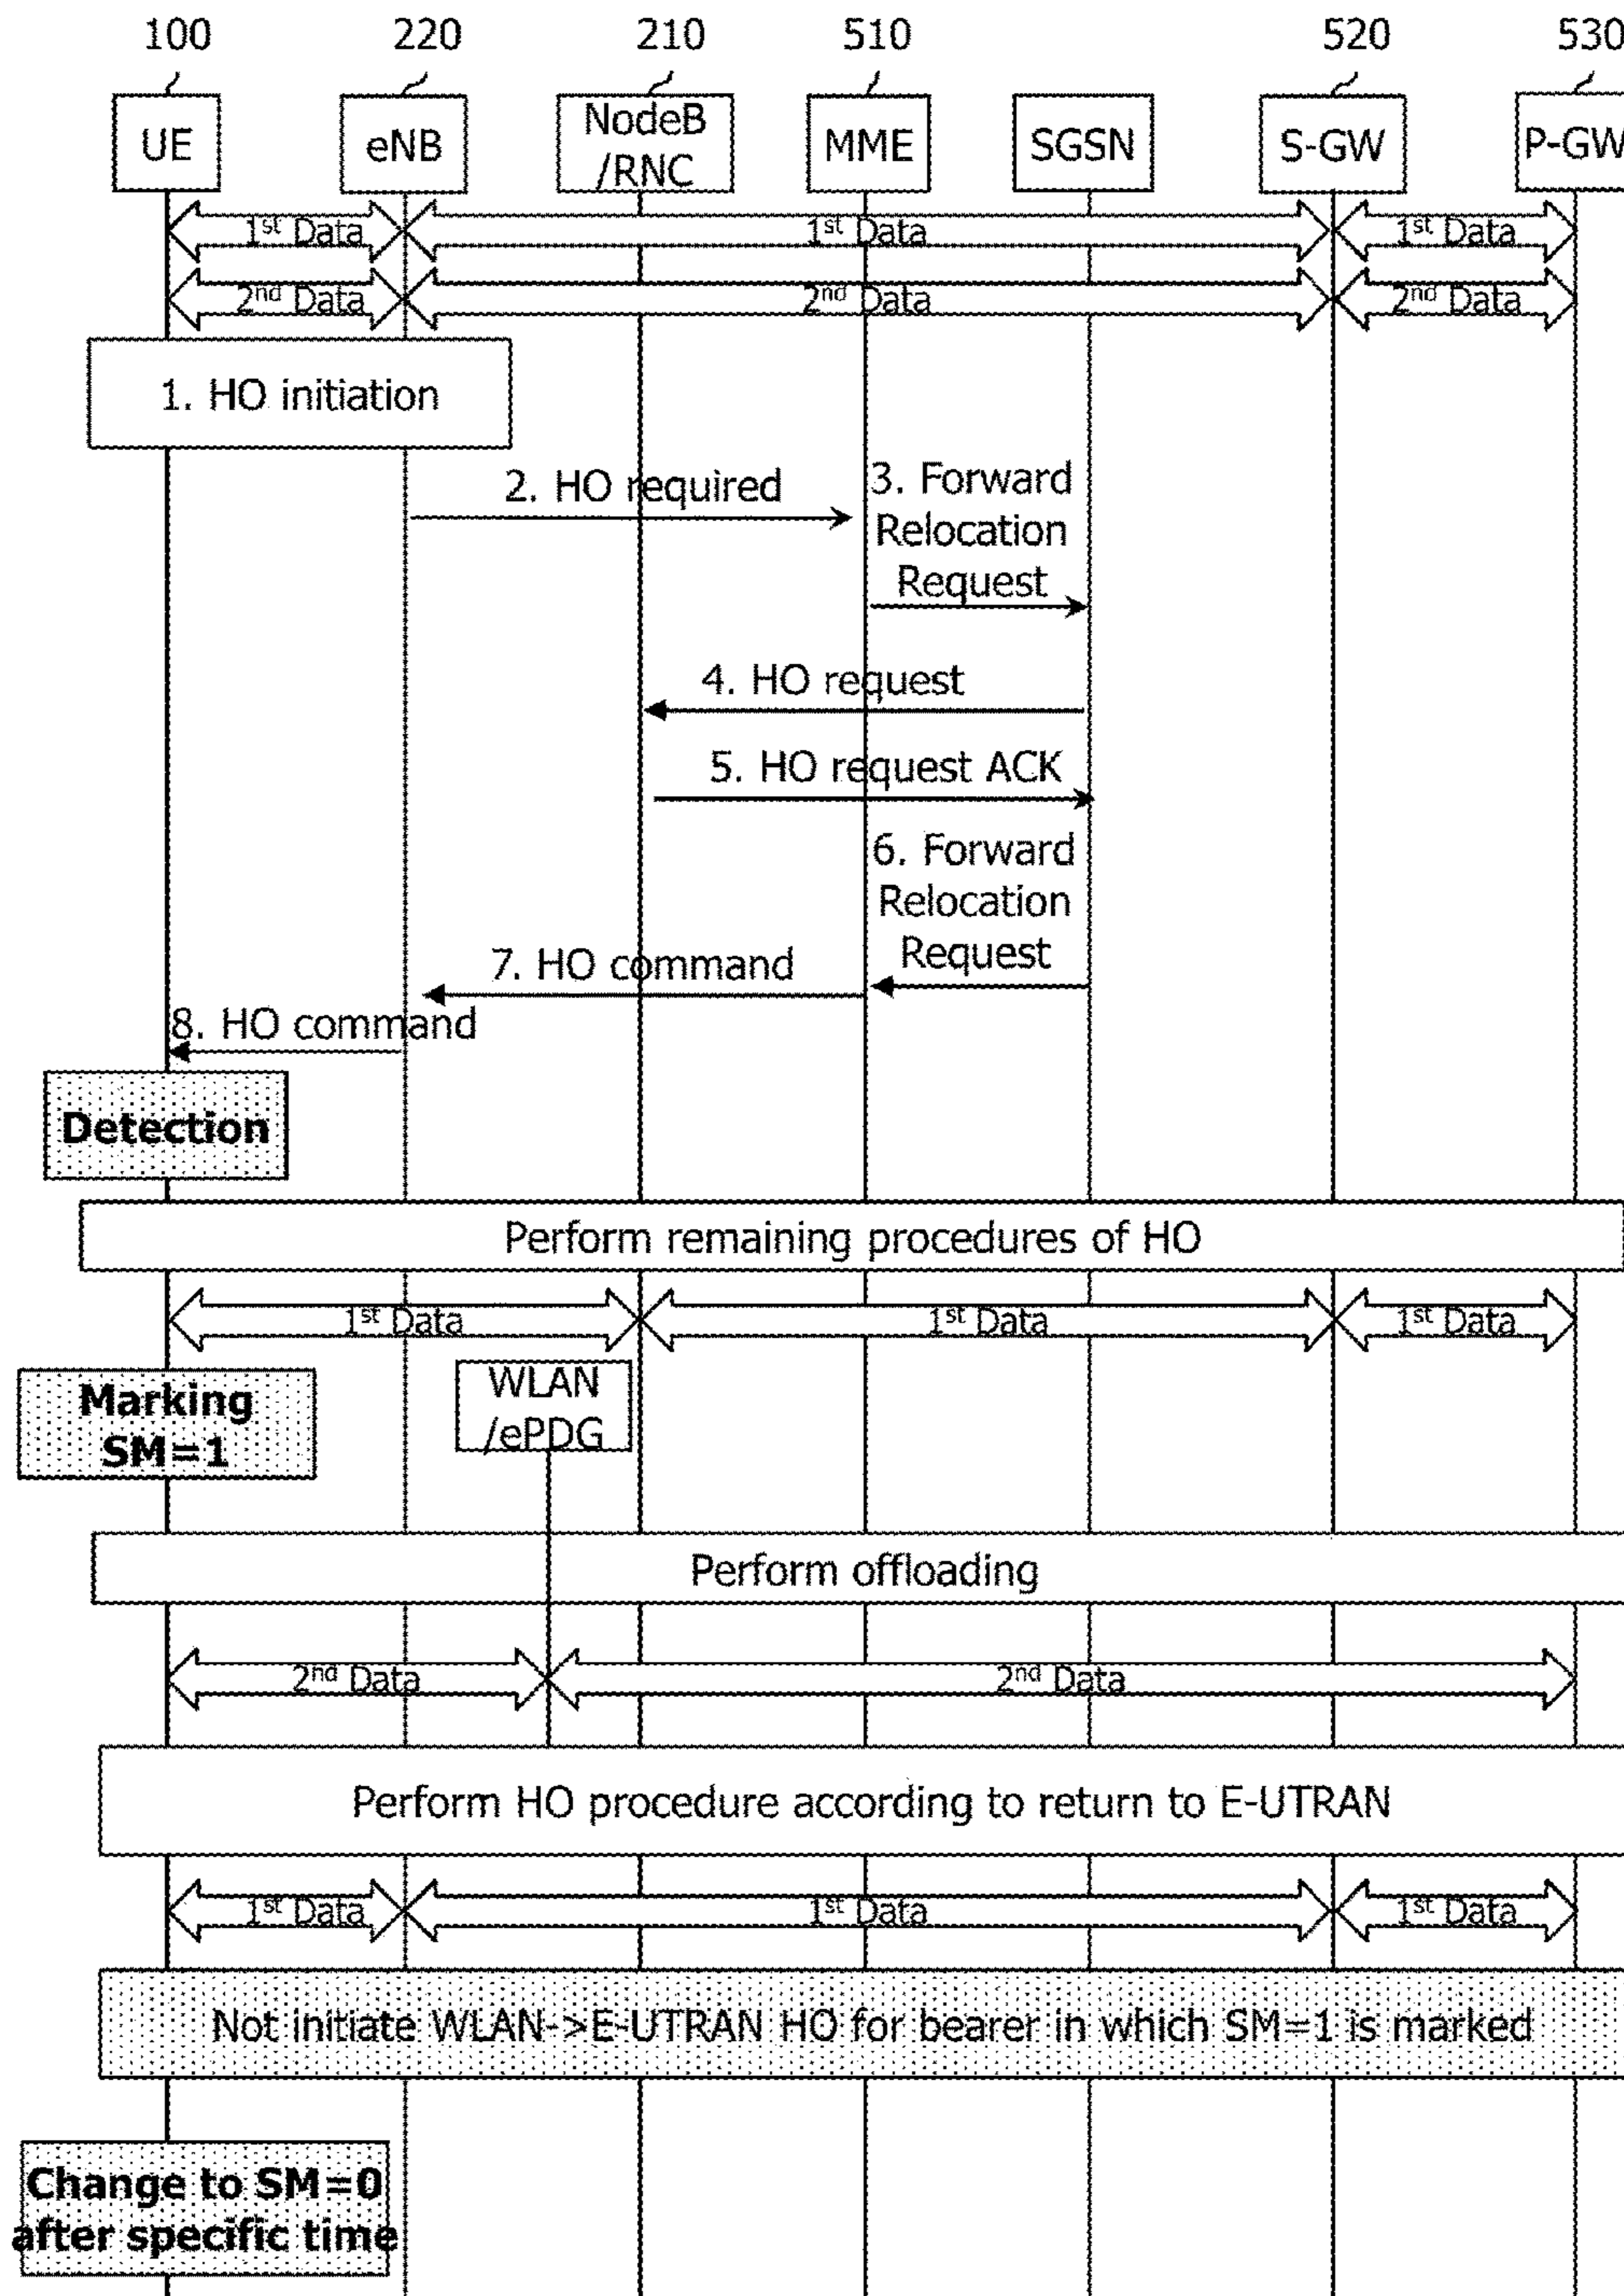 100 220 210 510 520 530
UE eNB NodeB MME SGSN S-GW P-GW
/RNC
1st Data 1st Data 1st Data
2nd Data 2nd Data 2nd Data
1. HO initiation
2. HO required
3. Forward
Relocation
Request
4. HO request
5. HO request ACK
6. Forward
Relocation
Request
7. HO command
8. HO command
Detection
Perform remaining procedures of HO
1st Data 1st Data 1st Data
Marking
SM=1
WLAN
/ePDG
Perform offloading
2nd Data 2nd Data
Perform HO procedure according to return to E-UTRAN
1st Data 1st Data 1st Data
Not initiate WLAN->E-UTRAN HO for bearer in which SM=1 is marked
Change to SM=0
after specific time